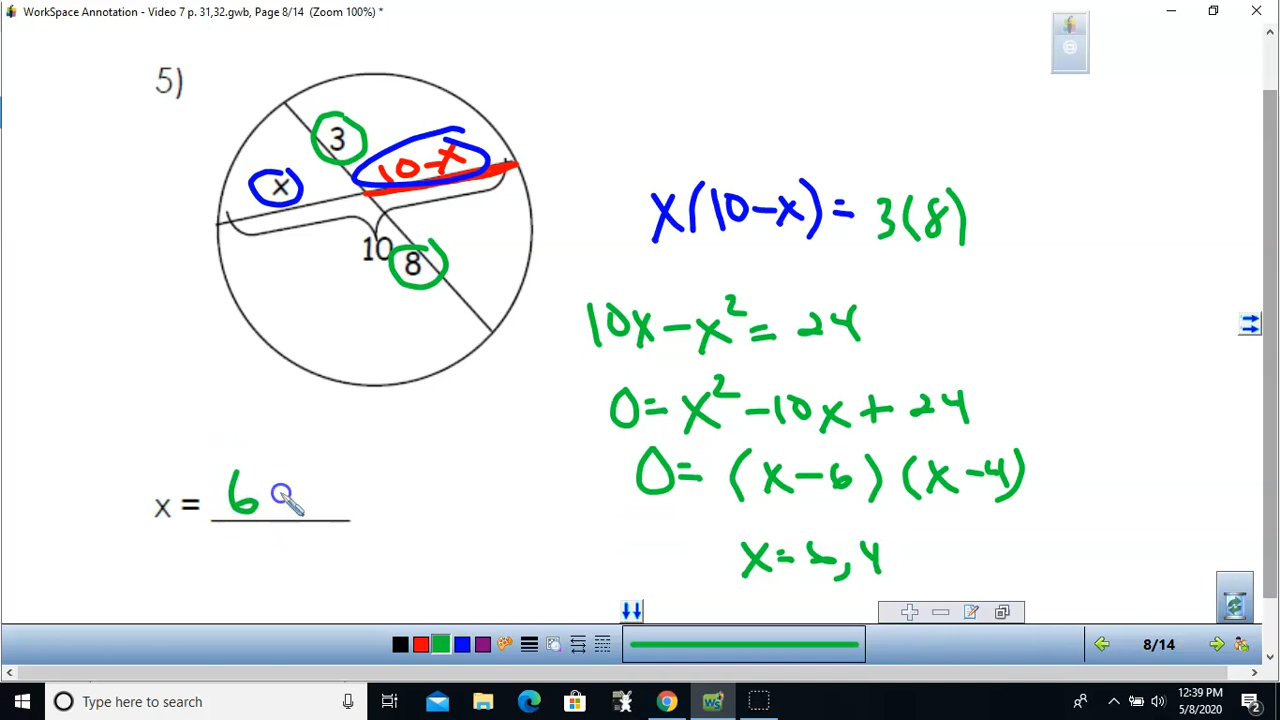 WorkSpace Annotation - Video 7 p. 31,32.gwb, Page 8/14 (Zoom 100%) *
5)
3
10-x
x
10
8
x(10-x)= 3(8)
10x-x²= 24
0= x²-10x+24
0= (x-6)(x-4)
x = 6
x= , 4
8/14
Type here to search
12:39 PM
5/8/2020
2